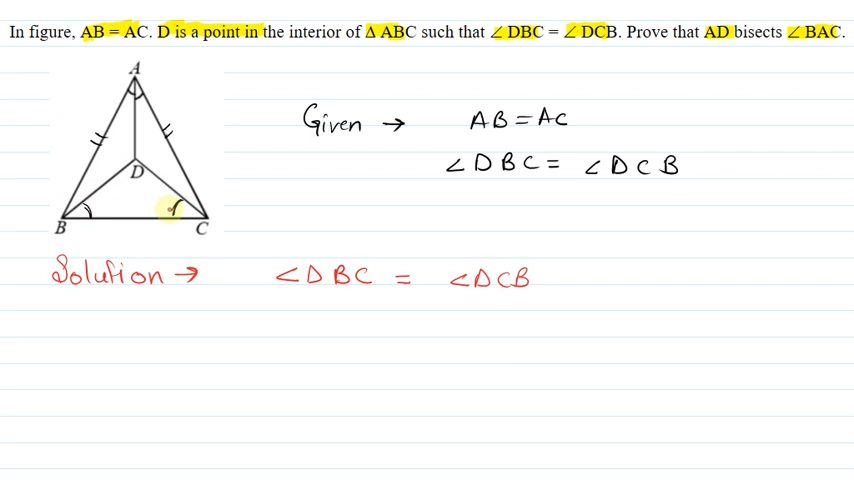 In figure, AB = AC. D is a point in the interior of Δ ABC such that ∠ DBC = ∠ DCB. Prove that AD bisects ∠ BAC.
A
D
B
C
Given → AB = AC
∠DBC = ∠DCB
Solution → ∠DBC = ∠DCB